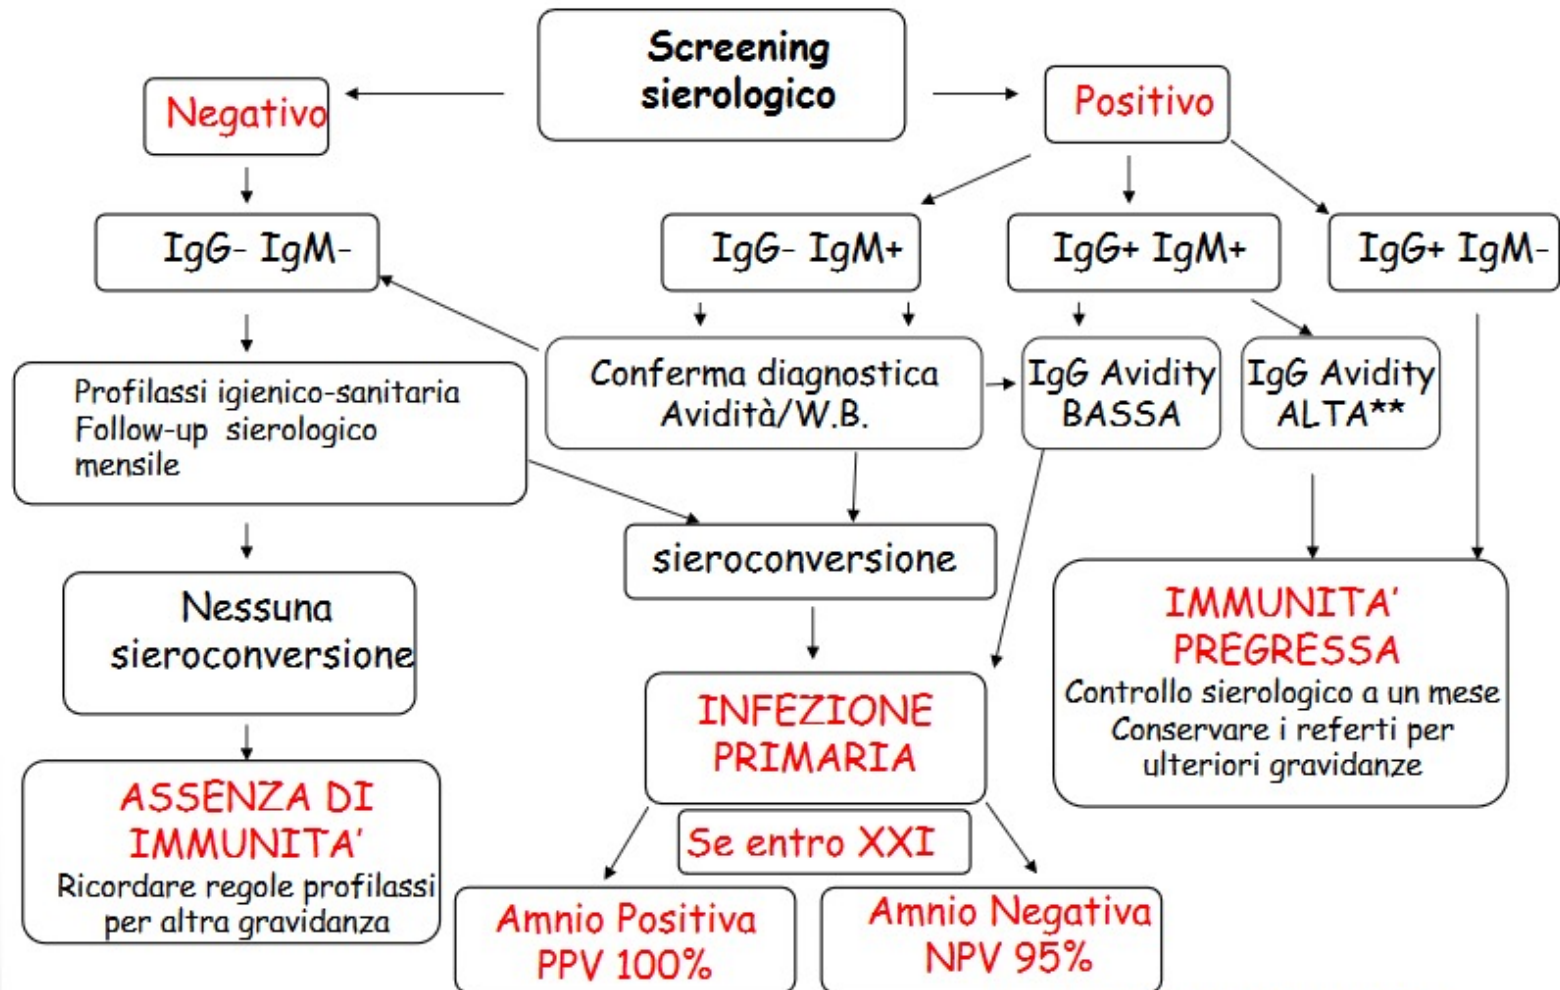 Screening
sierologico
Negativo
Positivo
IgG- IgM-
IgG- IgM+
IgG+ IgM+
IgG+ IgM-
Profilassi igienico-sanitaria
Follow-up sierologico
mensile
Conferma diagnostica
Avidità/W.B.
IgG Avidity
BASSA
IgG Avidity
ALTA**
Nessuna
sieroconversione
sieroconversione
IMMUNITA'
PREGRESSA
Controllo sierologico a un mese
Conservare i referti per
ulteriori gravidanze
INFEZIONE
PRIMARIA
ASSENZA DI
IMMUNITA'
Ricordare regole profilassi
per altra gravidanza
Se entro XXI
Amnio Positiva
PPV 100%
Amnio Negativa
NPV 95%